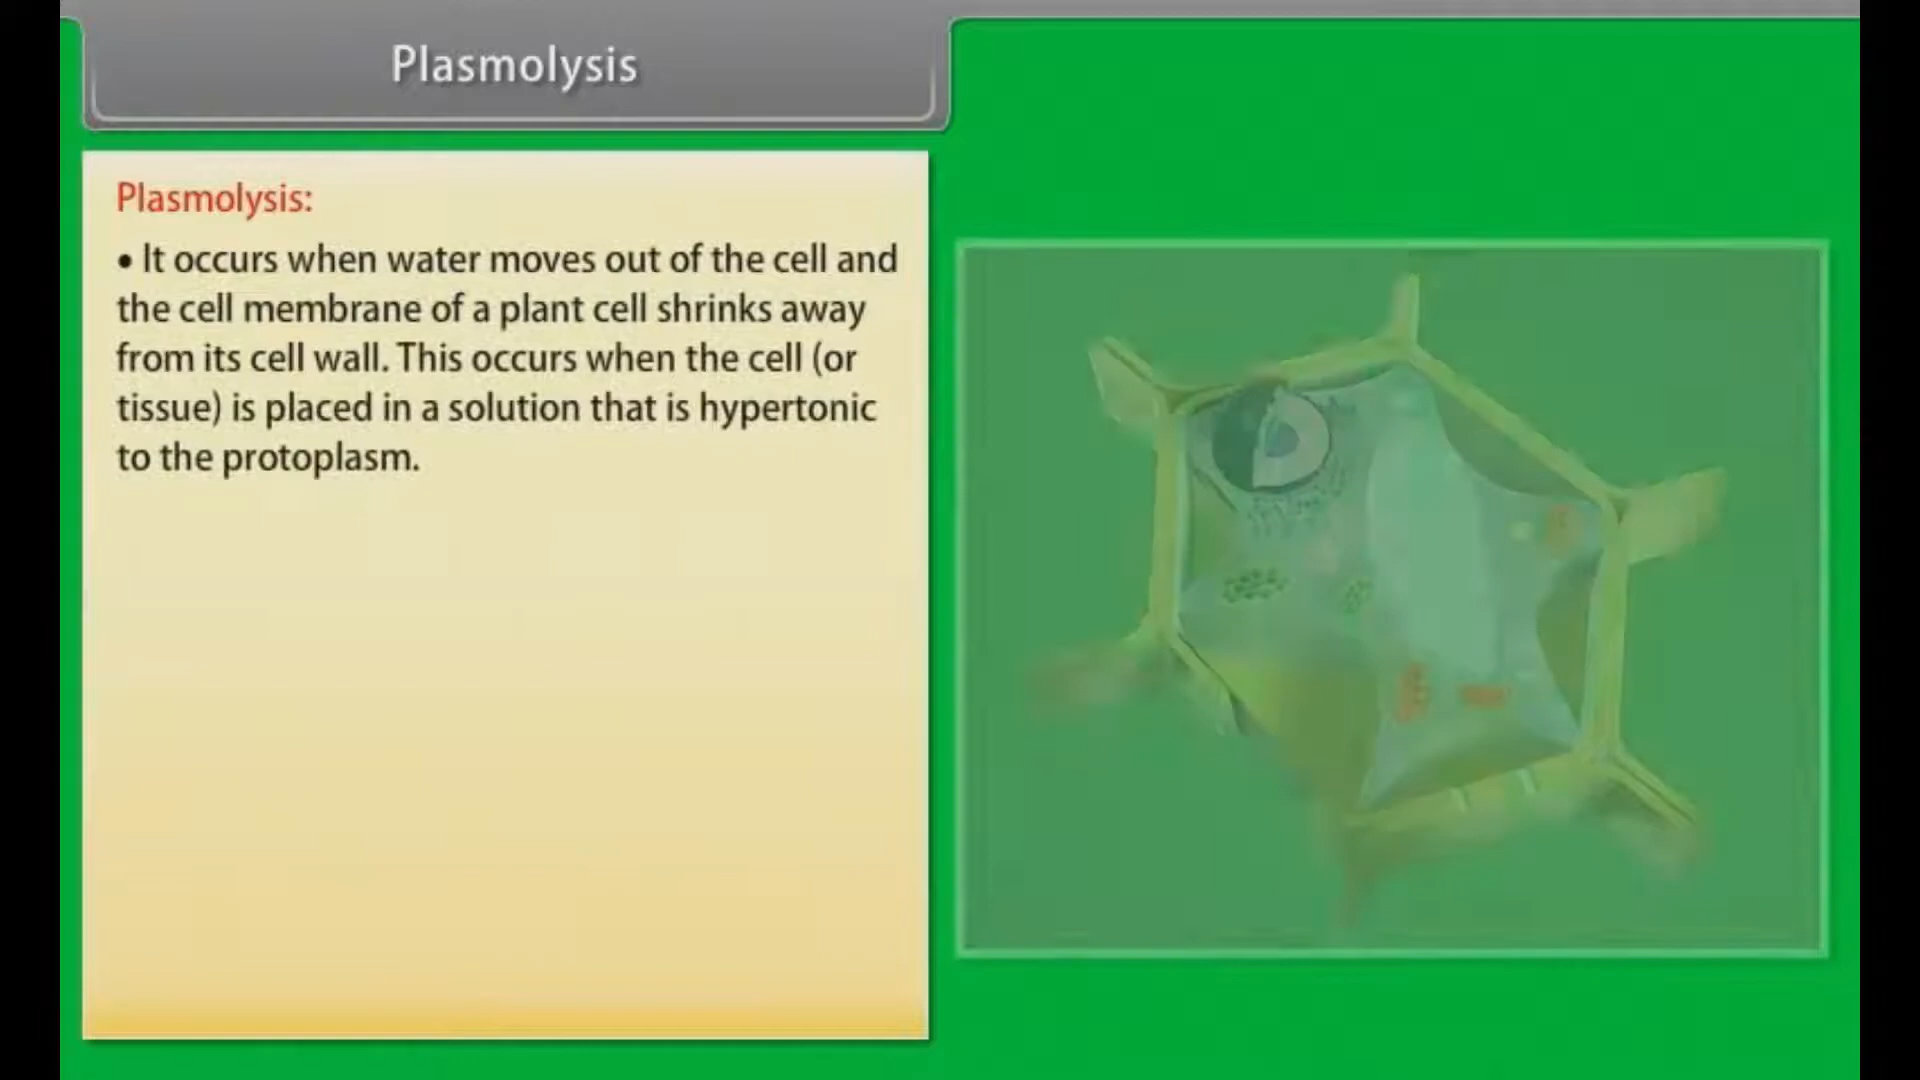 Plasmolysis
Plasmolysis:
• It occurs when water moves out of the cell and
the cell membrane of a plant cell shrinks away
from its cell wall. This occurs when the cell (or
tissue) is placed in a solution that is hypertonic
to the protoplasm.